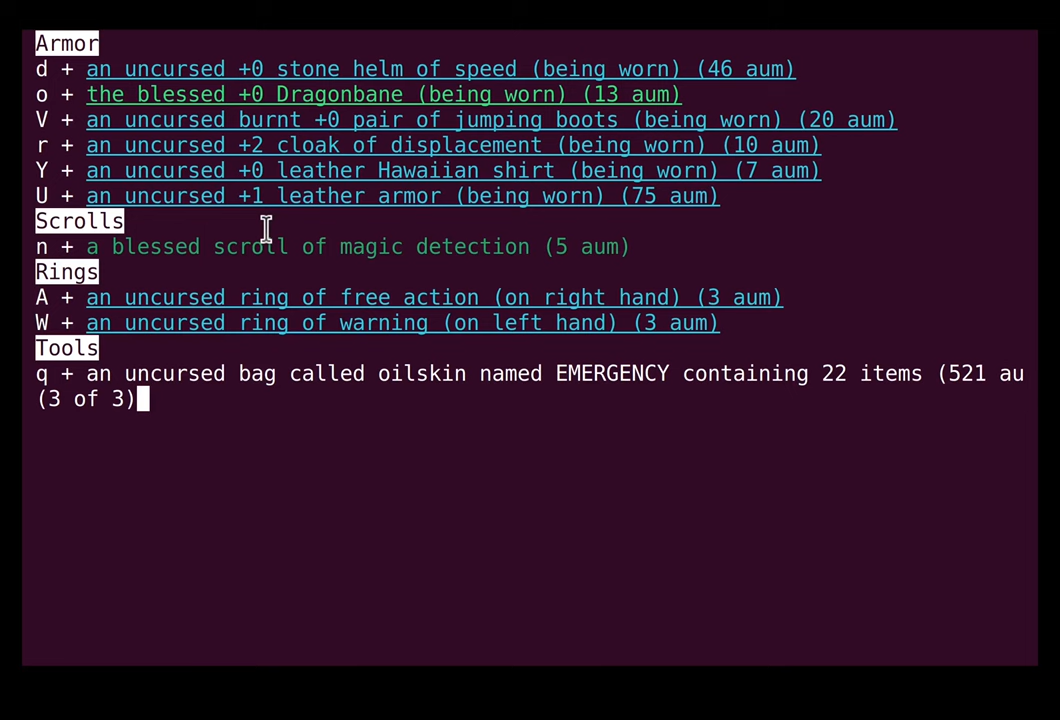 Armor
d + an uncursed +0 stone helm of speed (being worn) (46 aum)
o + the blessed +0 Dragonbane (being worn) (13 aum)
V + an uncursed burnt +0 pair of jumping boots (being worn) (20 aum)
r + an uncursed +2 cloak of displacement (being worn) (10 aum)
Y + an uncursed +0 leather Hawaiian shirt (being worn) (7 aum)
U + an uncursed +1 leather armor (being worn) (75 aum)
Scrolls
n + a blessed scroll of magic detection (5 aum)
Rings
A + an uncursed ring of free action (on right hand) (3 aum)
W + an uncursed ring of warning (on left hand) (3 aum)
Tools
q + an uncursed bag called oilskin named EMERGENCY containing 22 items (521 au
(3 of 3)